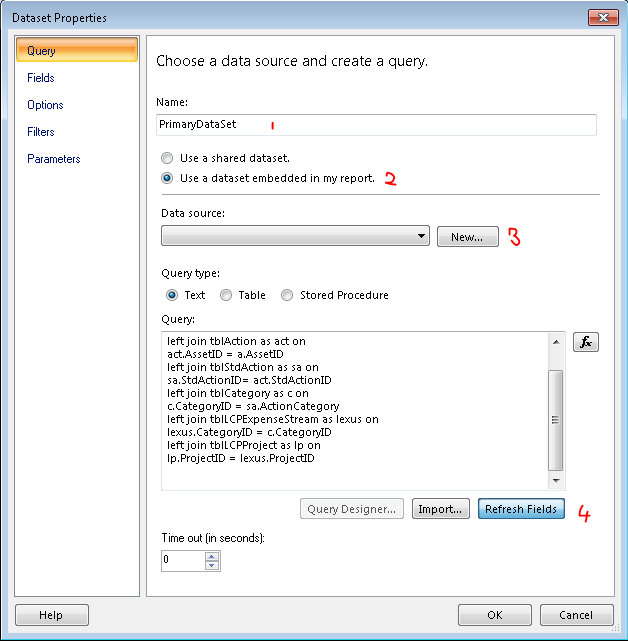 Dataset Properties
Query
Fields
Options
Filters
Parameters
Choose a data source and create a query.
Name:
PrimaryDataSet 1
Use a shared dataset.
Use a dataset embedded in my report. 2
Data source:
New... 3
Query type:
Text Table Stored Procedure
Query:
left join tblAction as act on
act.AssetID = a.AssetID
left join tblStdAction as sa on
sa.StdActionID= act.StdActionID
left join tblCategory as c on
c.CategoryID = sa.ActionCategory
left join tblLCPExpenseStream as lexus on
lexus.CategoryID = c.CategoryID
left join tblLCPProject as lp on
lp.ProjectID = lexus.ProjectID
fx
Query Designer... Import... Refresh Fields 4
Time out (in seconds):
0
Help OK Cancel